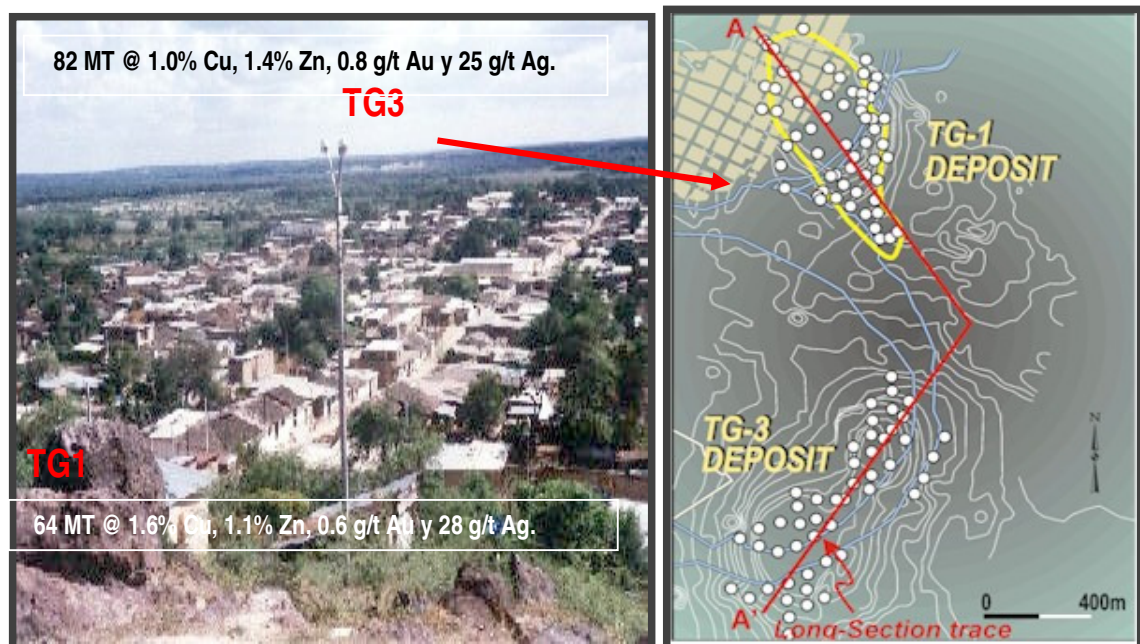 82 MT @ 1.0% Cu, 1.4% Zn, 0.8 g/t Au y 25 g/t Ag.
TG3
TG1
64 MT @ 1.6% Cu, 1.1% Zn, 0.6 g/t Au y 28 g/t Ag.
A
TG-1
DEPOSIT
TG-3
DEPOSIT
N
0 400m
A'
Long-Section trace